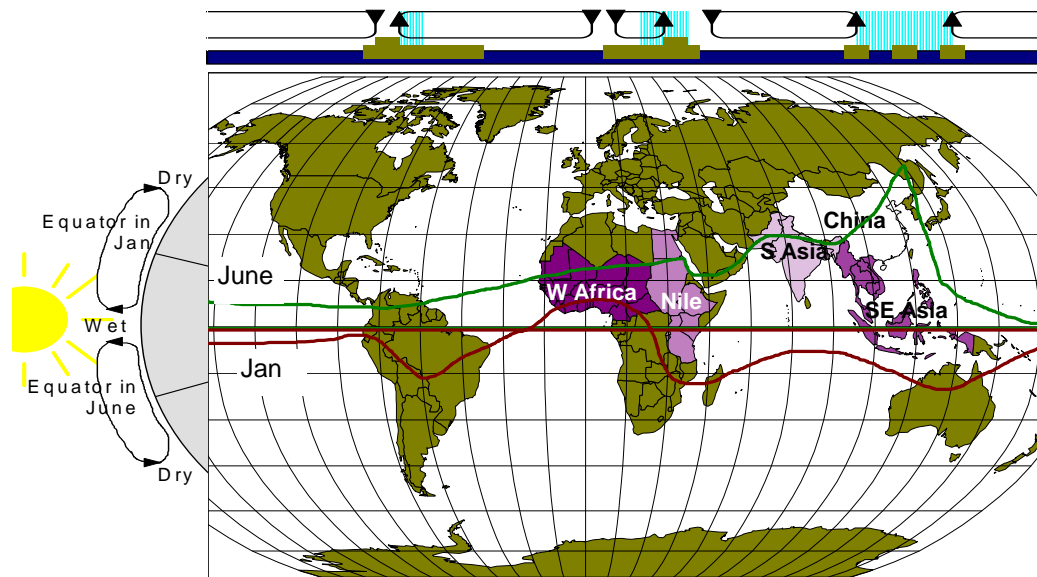 Dry
Equator in
Jan
Wet
Equator in
June
Dry
June
Jan
W Africa
Nile
S Asia
China
SE Asia